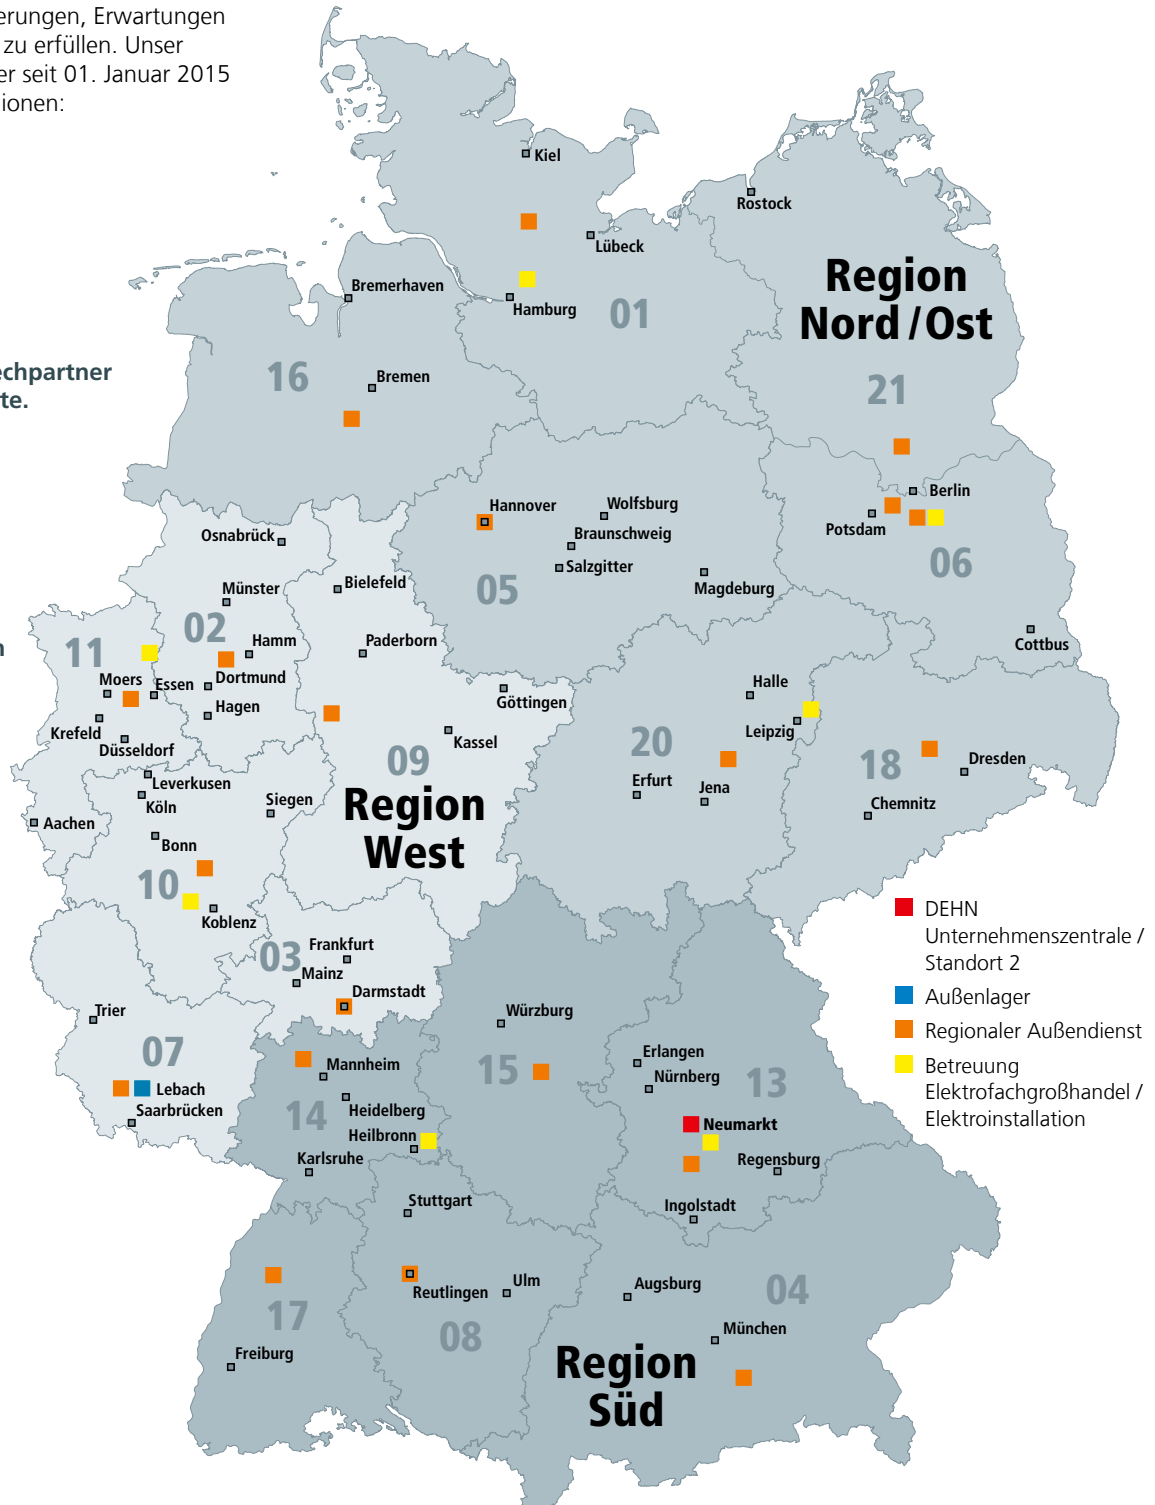 erungen, Erwartungen
zu erfüllen. Unser
er seit 01. Januar 2015
ionen:
Kiel
Rostock
Lübeck
Region
Nord / Ost
Bremerhaven
Hamburg
01
echpartner
te.
16
Bremen
21
Hannover
Wolfsburg
Berlin
Braunschweig
Potsdam
Osnabrück
Salzgitter
06
Bielefeld
05
Magdeburg
Münster
02
11
Hamm
Paderborn
Cottbus
n
Moers
Essen
Dortmund
Halle
Göttingen
Krefeld
Hagen
Leipzig
Düsseldorf
Kassel
20
09
18
Dresden
Leverkusen
Erfurt
Jena
Köln
Siegen
Region
West
Chemnitz
Aachen
Bonn
10
Koblenz
DEHN
Unternehmenszentrale /
Standort 2
Frankfurt
03
Mainz
Darmstadt
Außenlager
Trier
Würzburg
Regionaler Außendienst
07
Erlangen
Mannheim
15
Nürnberg
13
Betreuung
Elektrofachgroßhandel /
Elektroinstallation
Lebach
Saarbrücken
14
Heidelberg
Neumarkt
Heilbronn
Karlsruhe
Regensburg
Stuttgart
Ingolstadt
Reutlingen
Ulm
Augsburg
04
17
08
München
Freiburg
Region
Süd